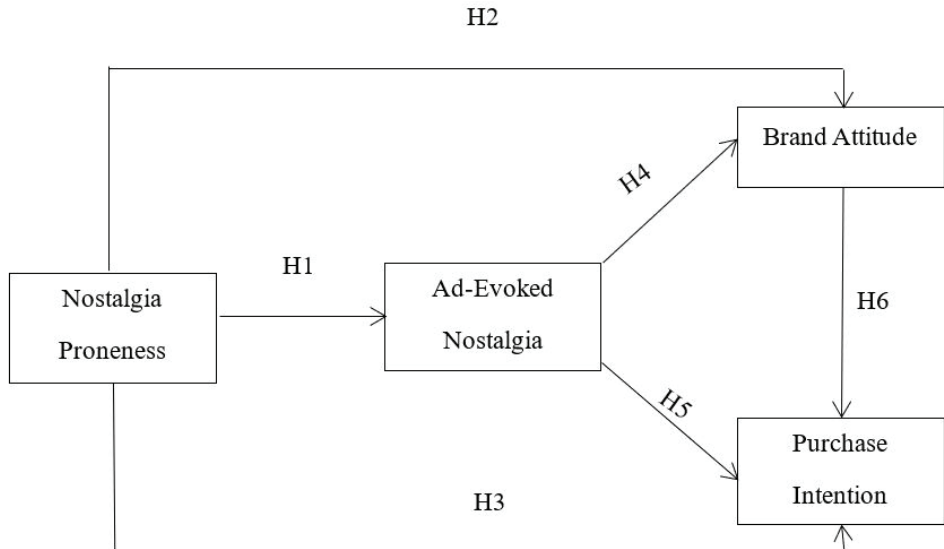 H2
Brand Attitude
H4
H1
Nostalgia
Proneness
Ad-Evoked
Nostalgia
H6
H5
Purchase
Intention
H3